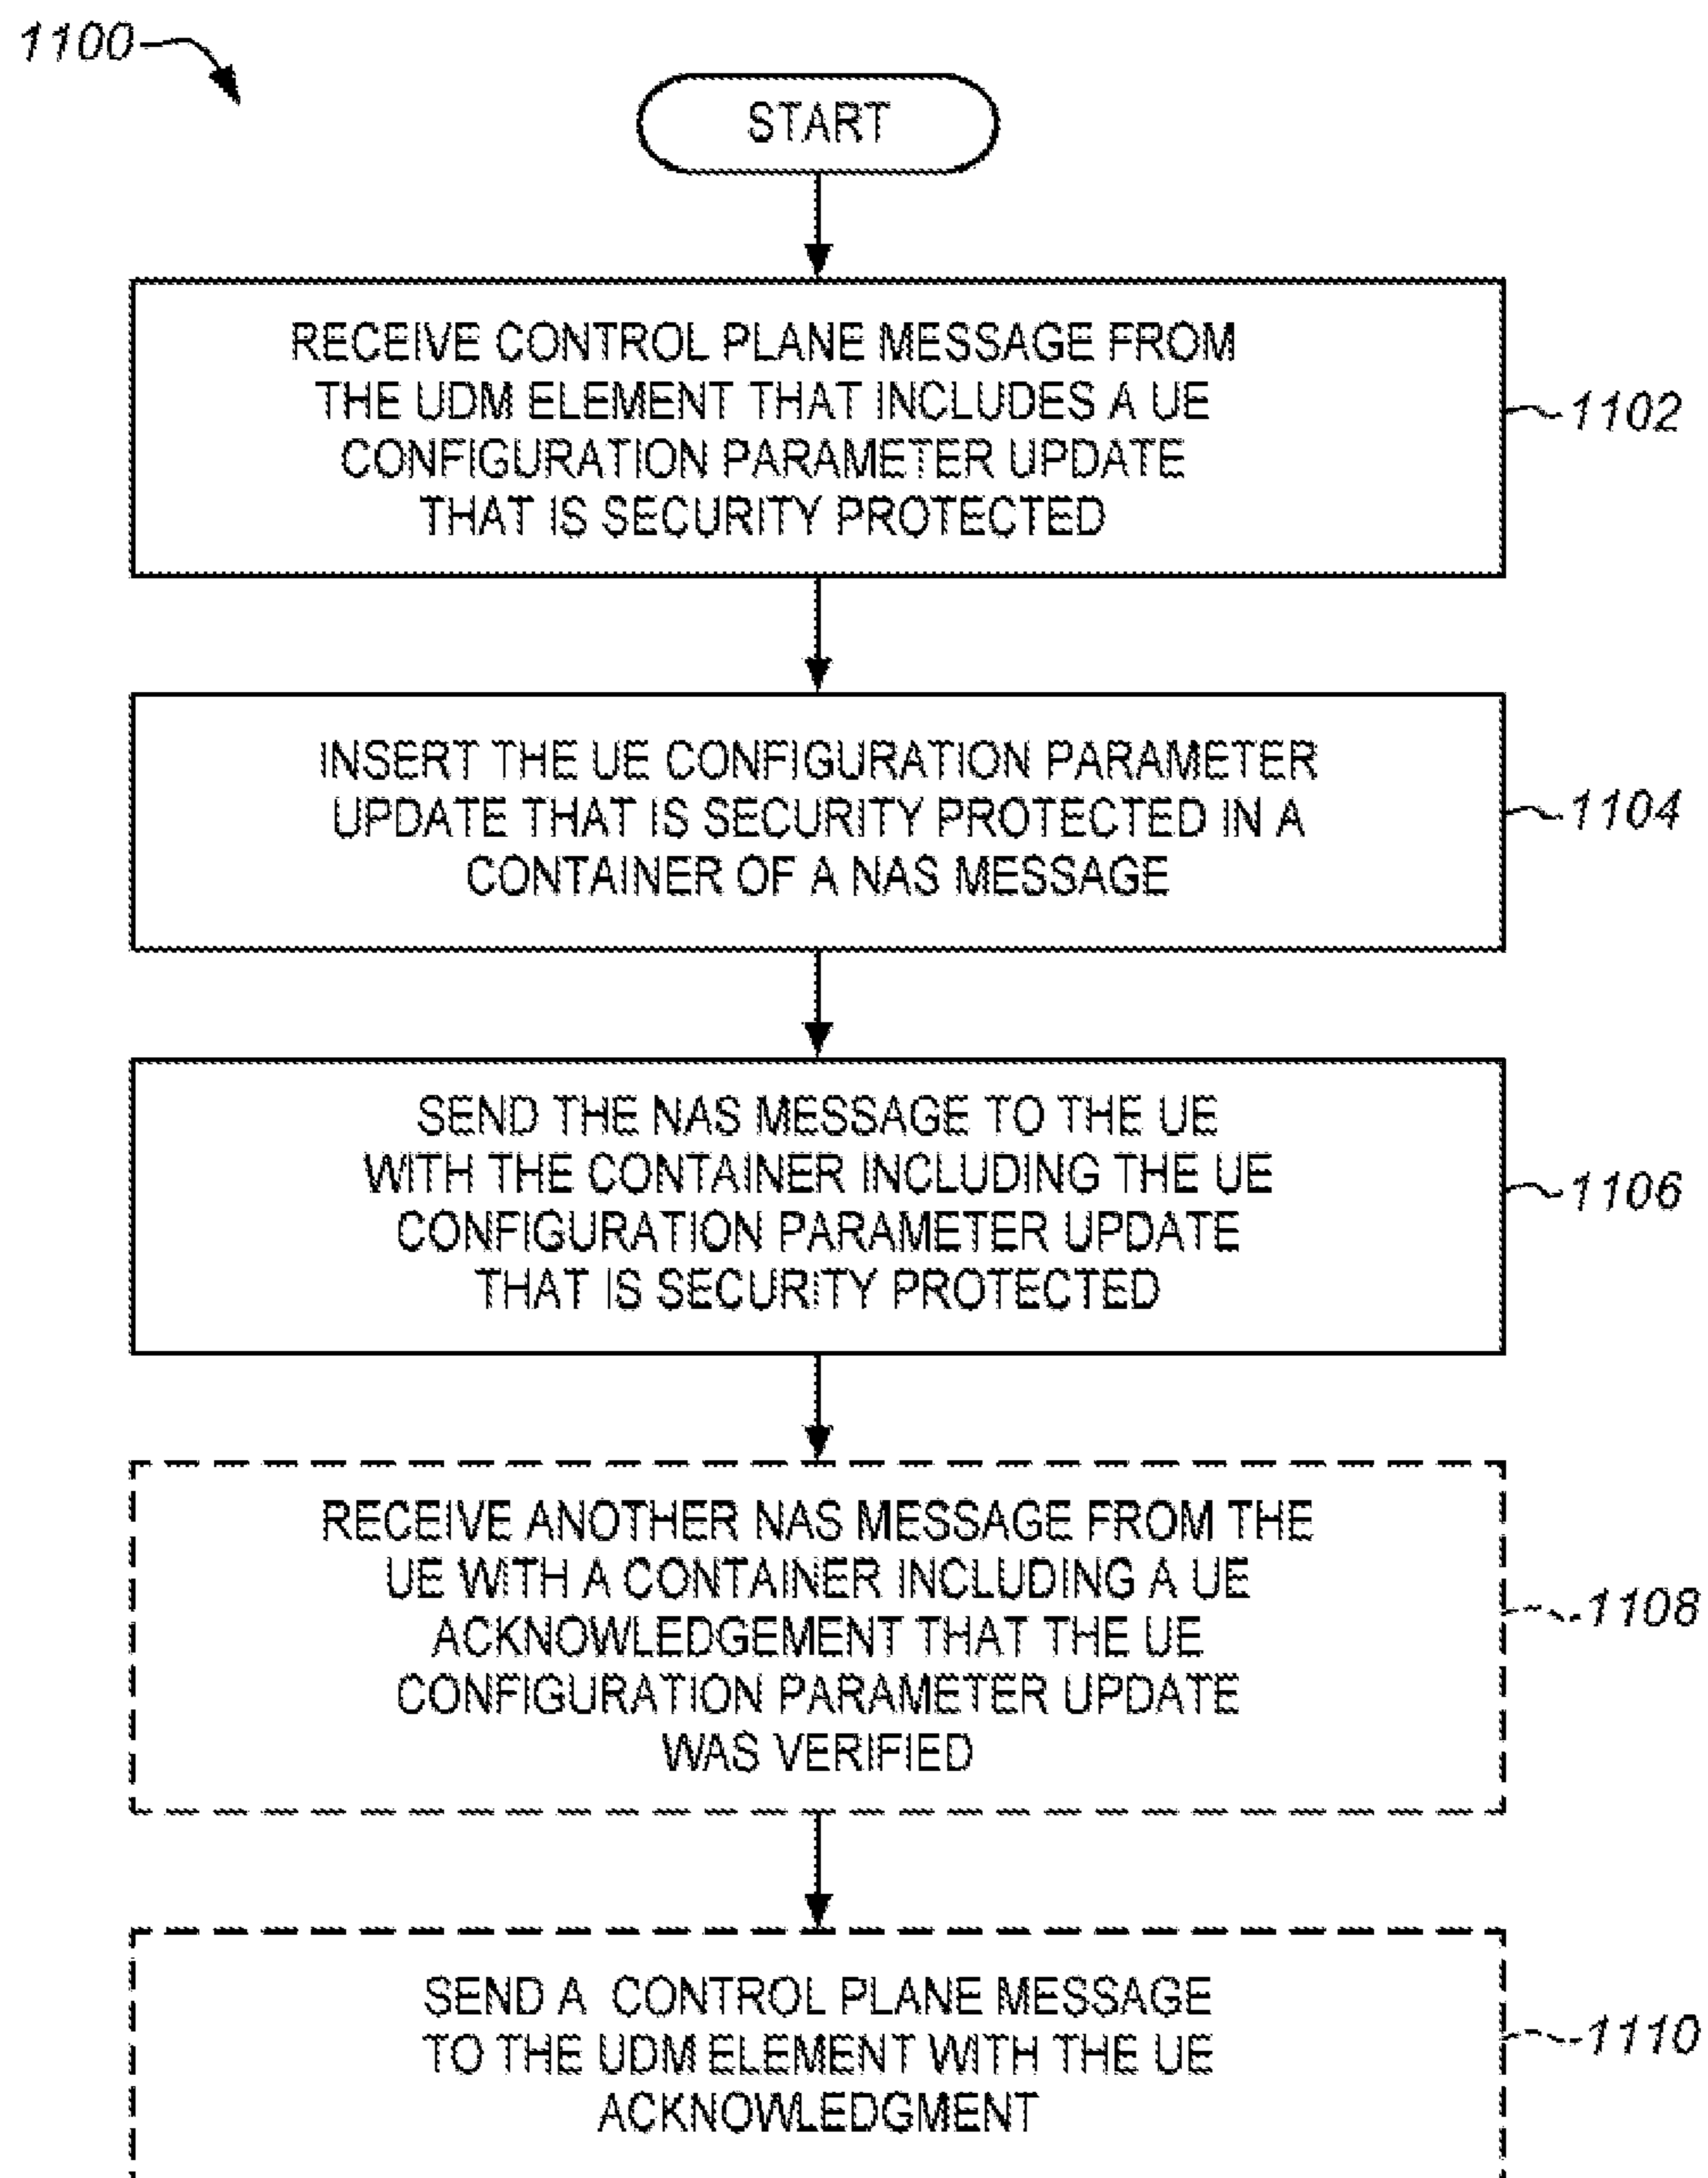 1100
START
RECEIVE CONTROL PLANE MESSAGE FROM
THE UDM ELEMENT THAT INCLUDES A UE
CONFIGURATION PARAMETER UPDATE
THAT IS SECURITY PROTECTED
1102
INSERT THE UE CONFIGURATION PARAMETER
UPDATE THAT IS SECURITY PROTECTED IN A
CONTAINER OF A NAS MESSAGE
1104
SEND THE NAS MESSAGE TO THE UE
WITH THE CONTAINER INCLUDING THE UE
CONFIGURATION PARAMETER UPDATE
THAT IS SECURITY PROTECTED
1106
RECEIVE ANOTHER NAS MESSAGE FROM THE
UE WITH A CONTAINER INCLUDING A UE
ACKNOWLEDGEMENT THAT THE UE
CONFIGURATION PARAMETER UPDATE
WAS VERIFIED
1108
SEND A CONTROL PLANE MESSAGE
TO THE UDM ELEMENT WITH THE UE
ACKNOWLEDGMENT
1110